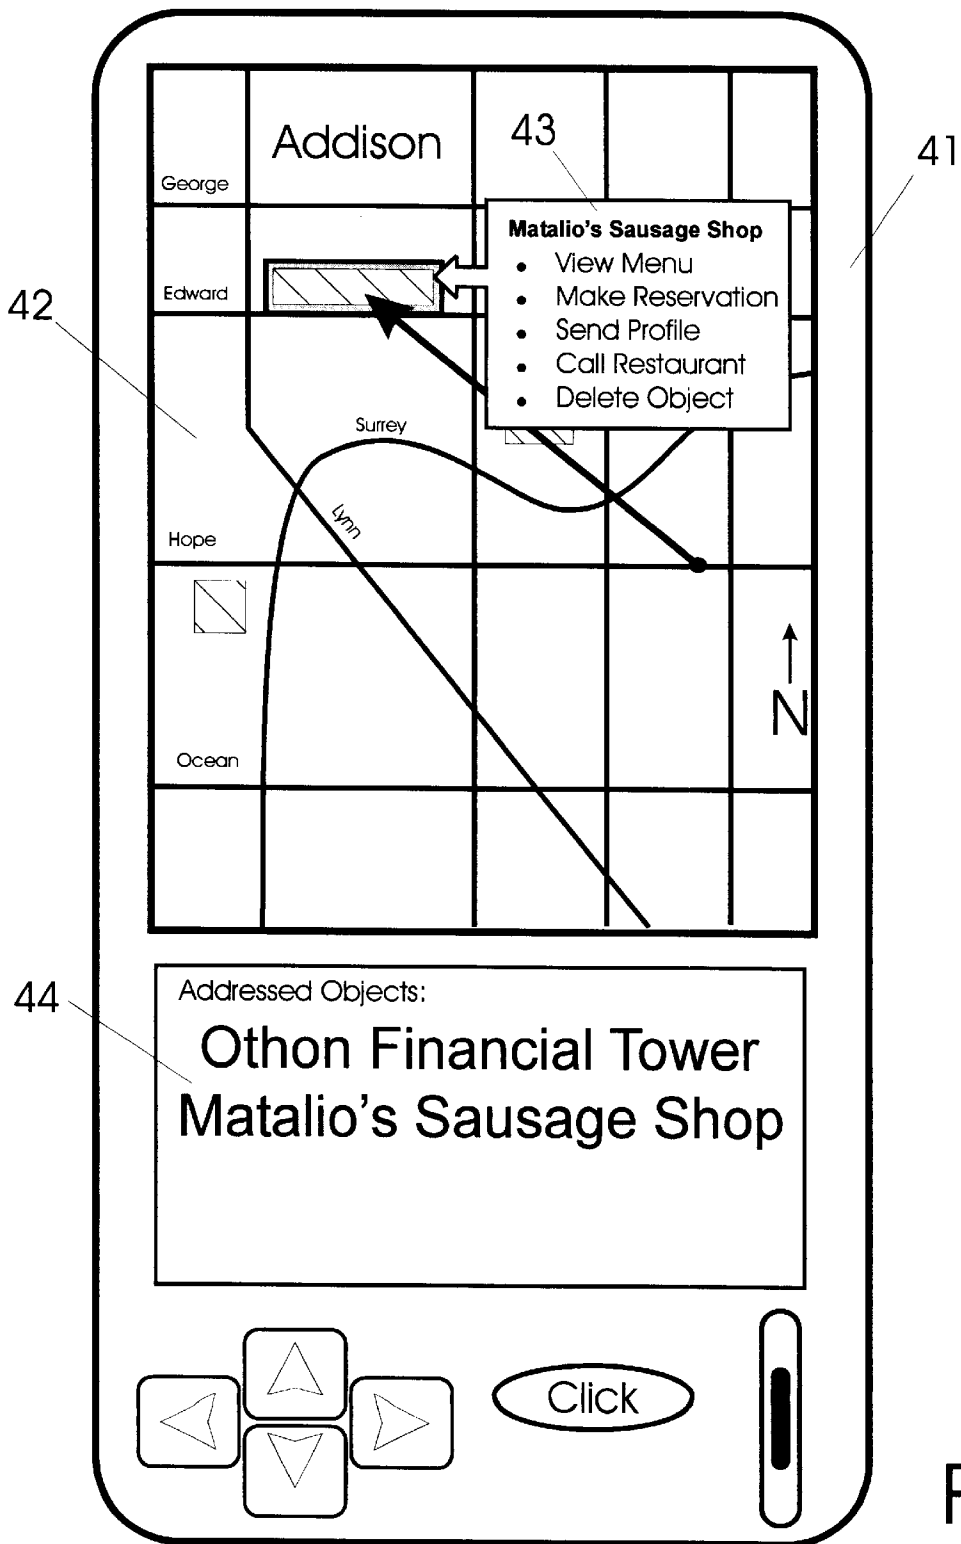 Addison
43
41
George
Matalio's Sausage Shop
• View Menu
• Make Reservation
• Send Profile
• Call Restaurant
• Delete Object
Edward
42
Surrey
Lynn
Hope
N
Ocean
44
Addressed Objects:
Othon Financial Tower
Matalio's Sausage Shop
Click
F